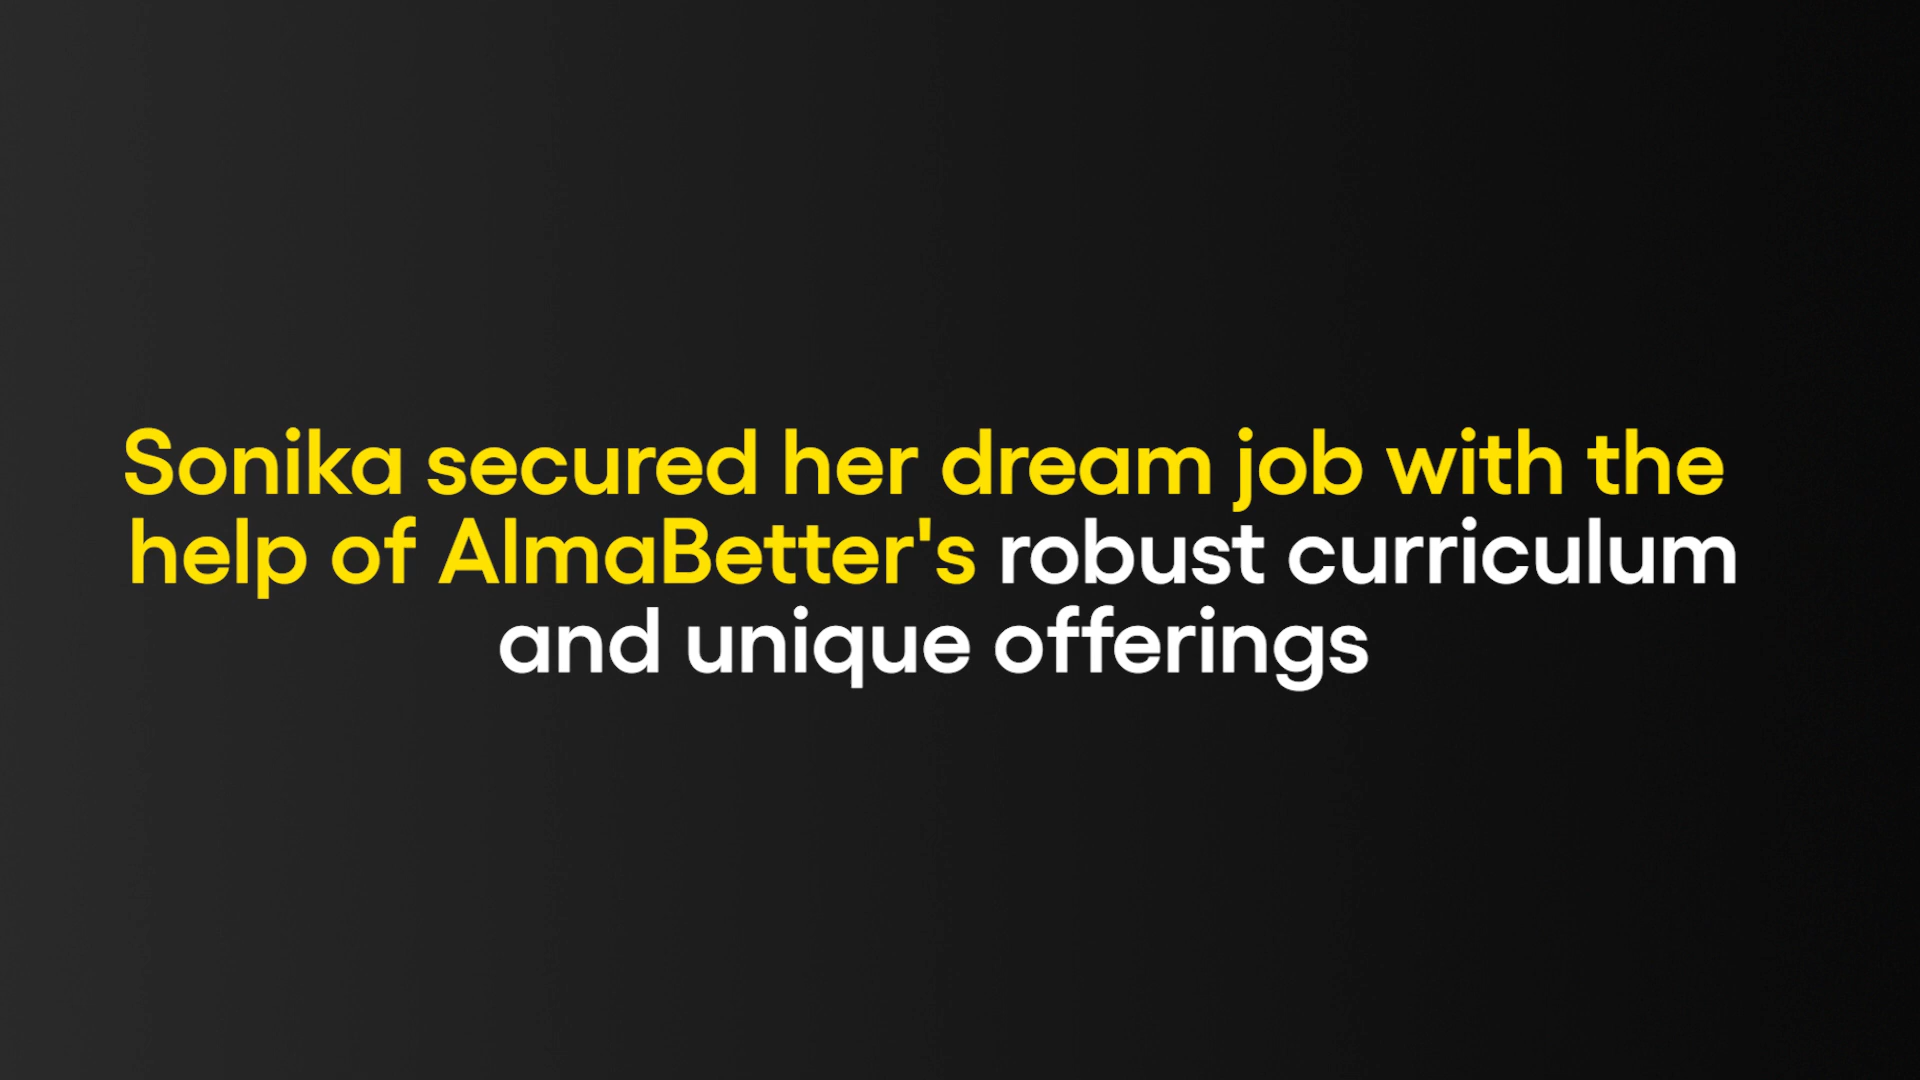 Sonika secured her dream job with the
help of AlmaBetter's robust curriculum
and unique offerings